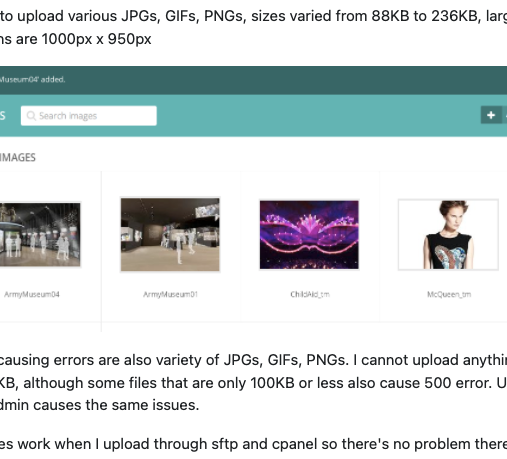 to upload various JPGs, GIFs, PNGs, sizes varied from 88KB to 236KB, larg
ns are 1000px x 950px
Museum04' added.
S
Search images
IMAGES
ArmyMuseum04
ArmyMuseum01
ChildAid_tm
McQueen_tm
causing errors are also variety of JPGs, GIFs, PNGs. I cannot upload anythin
KB, although some files that are only 100KB or less also cause 500 error. U
dmin causes the same issues.
es work when I upload through sftp and cpanel so there's no problem there